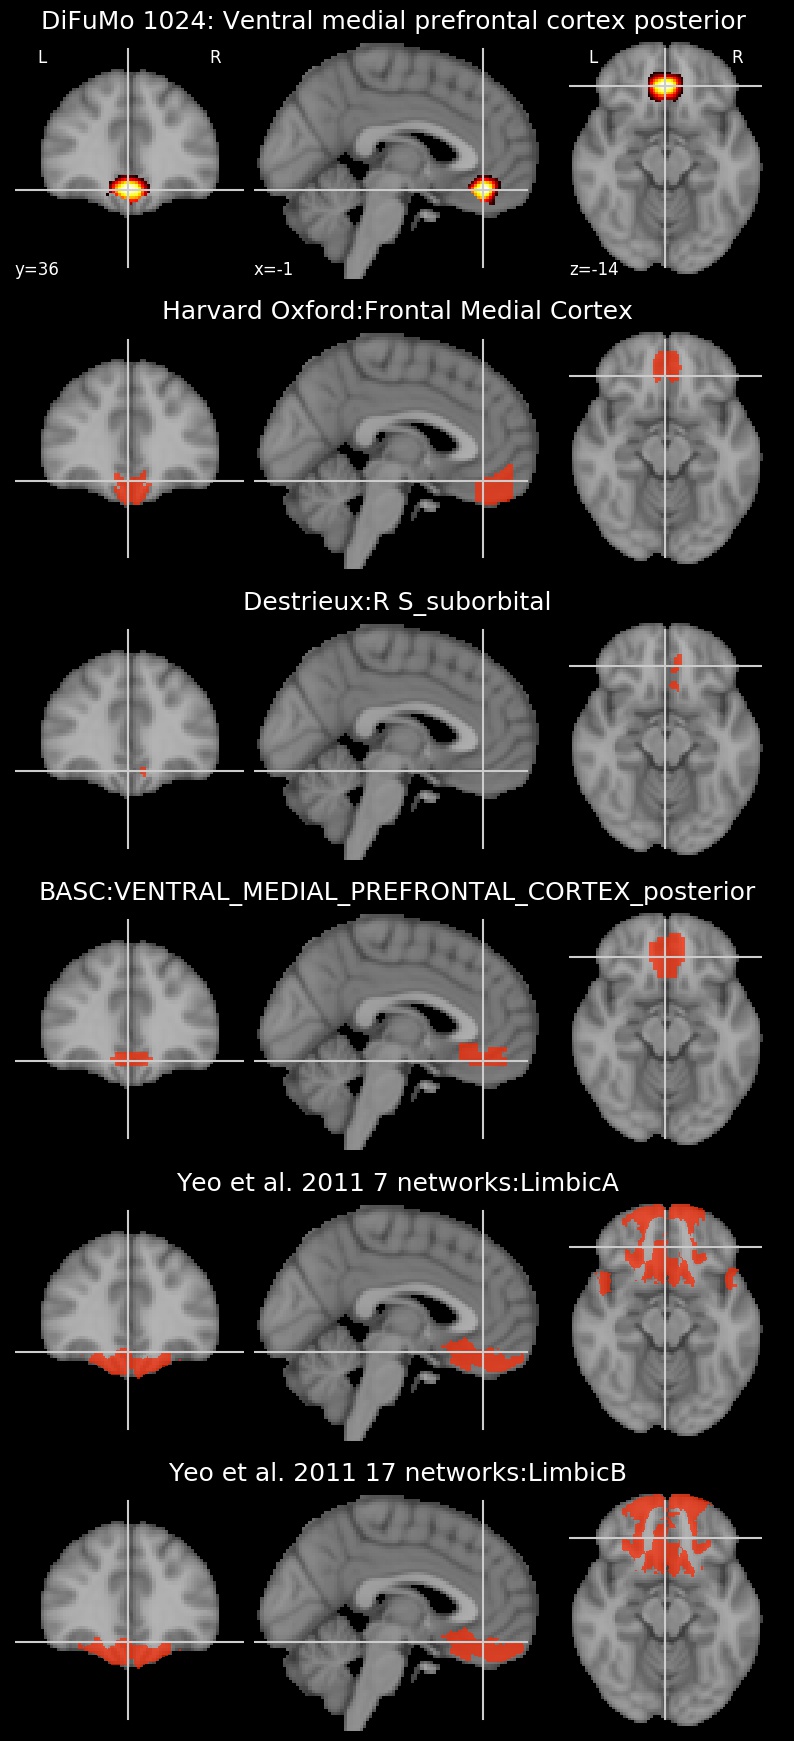 DiFuMo 1024: Ventral medial prefrontal cortex posterior
L R L R
y=36 x=-1 z=-14
Harvard Oxford:Frontal Medial Cortex
Destrieux:R S_suborbital
BASC:VENTRAL_MEDIAL_PREFRONTAL_CORTEX_posterior
Yeo et al. 2011 7 networks:LimbicA
Yeo et al. 2011 17 networks:LimbicB